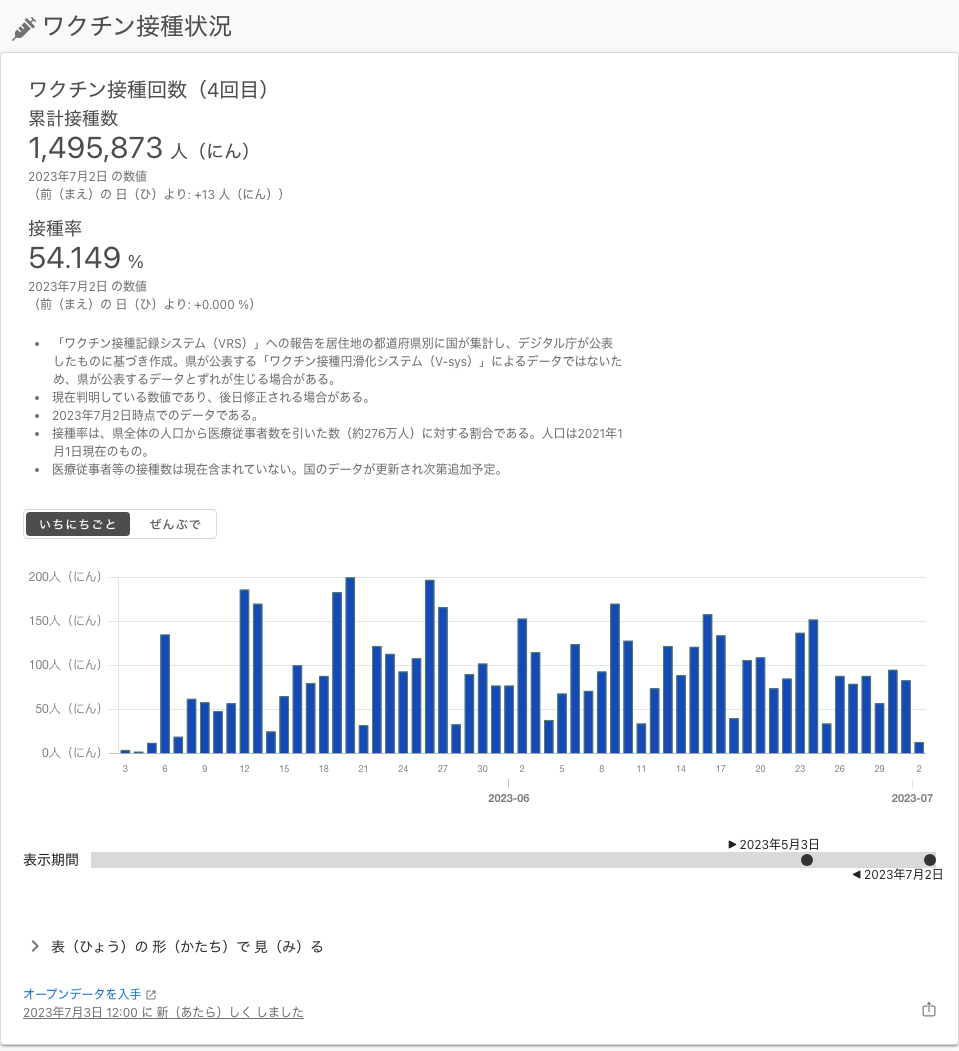 ワクチン接種状況
ワクチン接種回数（4回目）
累計接種数
1,495,873 人（にん）
2023年7月2日 の数値
（前（まえ）の 日（ひ）より: +13 人（にん））
接種率
54.149 %
2023年7月2日 の数値
（前（まえ）の 日（ひ）より: +0.000 %）
• 「ワクチン接種記録システム（VRS）」への報告を居住地の都道府県別に国が集計し、デジタル庁が公表
したものに基づき作成。県が公表する「ワクチン接種円滑化システム（V-sys）」によるデータではないた
め、県が公表するデータとずれが生じる場合がある。
• 現在判明している数値であり、後日修正される場合がある。
• 2023年7月2日時点でのデータである。
• 接種率は、県全体の人口から医療従事者数を引いた数（約276万人）に対する割合である。人口は2021年1
月1日現在のもの。
• 医療従事者等の接種数は現在含まれていない。国のデータが更新され次第追加予定。
いちにちごと ぜんぶで
200人（にん）
150人（にん）
100人（にん）
50人（にん）
0人（にん）
3 6 9 12 15 18 21 24 27 30 2 5 8 11 14 17 20 23 26 29 2
2023-06 2023-07
▶ 2023年5月3日
表示期間
◀ 2023年7月2日
表（ひょう）の 形（かたち）で 見（み）る
オープンデータを入手
2023年7月3日 12:00 に 新（あたら）しく しました